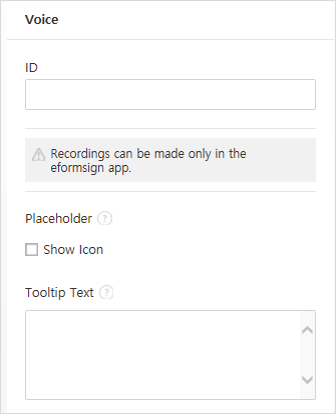 Voice
ID
Recordings can be made only in the
eformsign app.
Placeholder ?
Show Icon
Tooltip Text ?